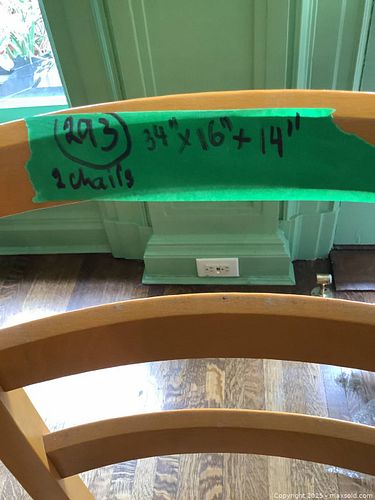 293 34" x 16" x 14"
2 chairs
Copyright 2025 - maxsold.com